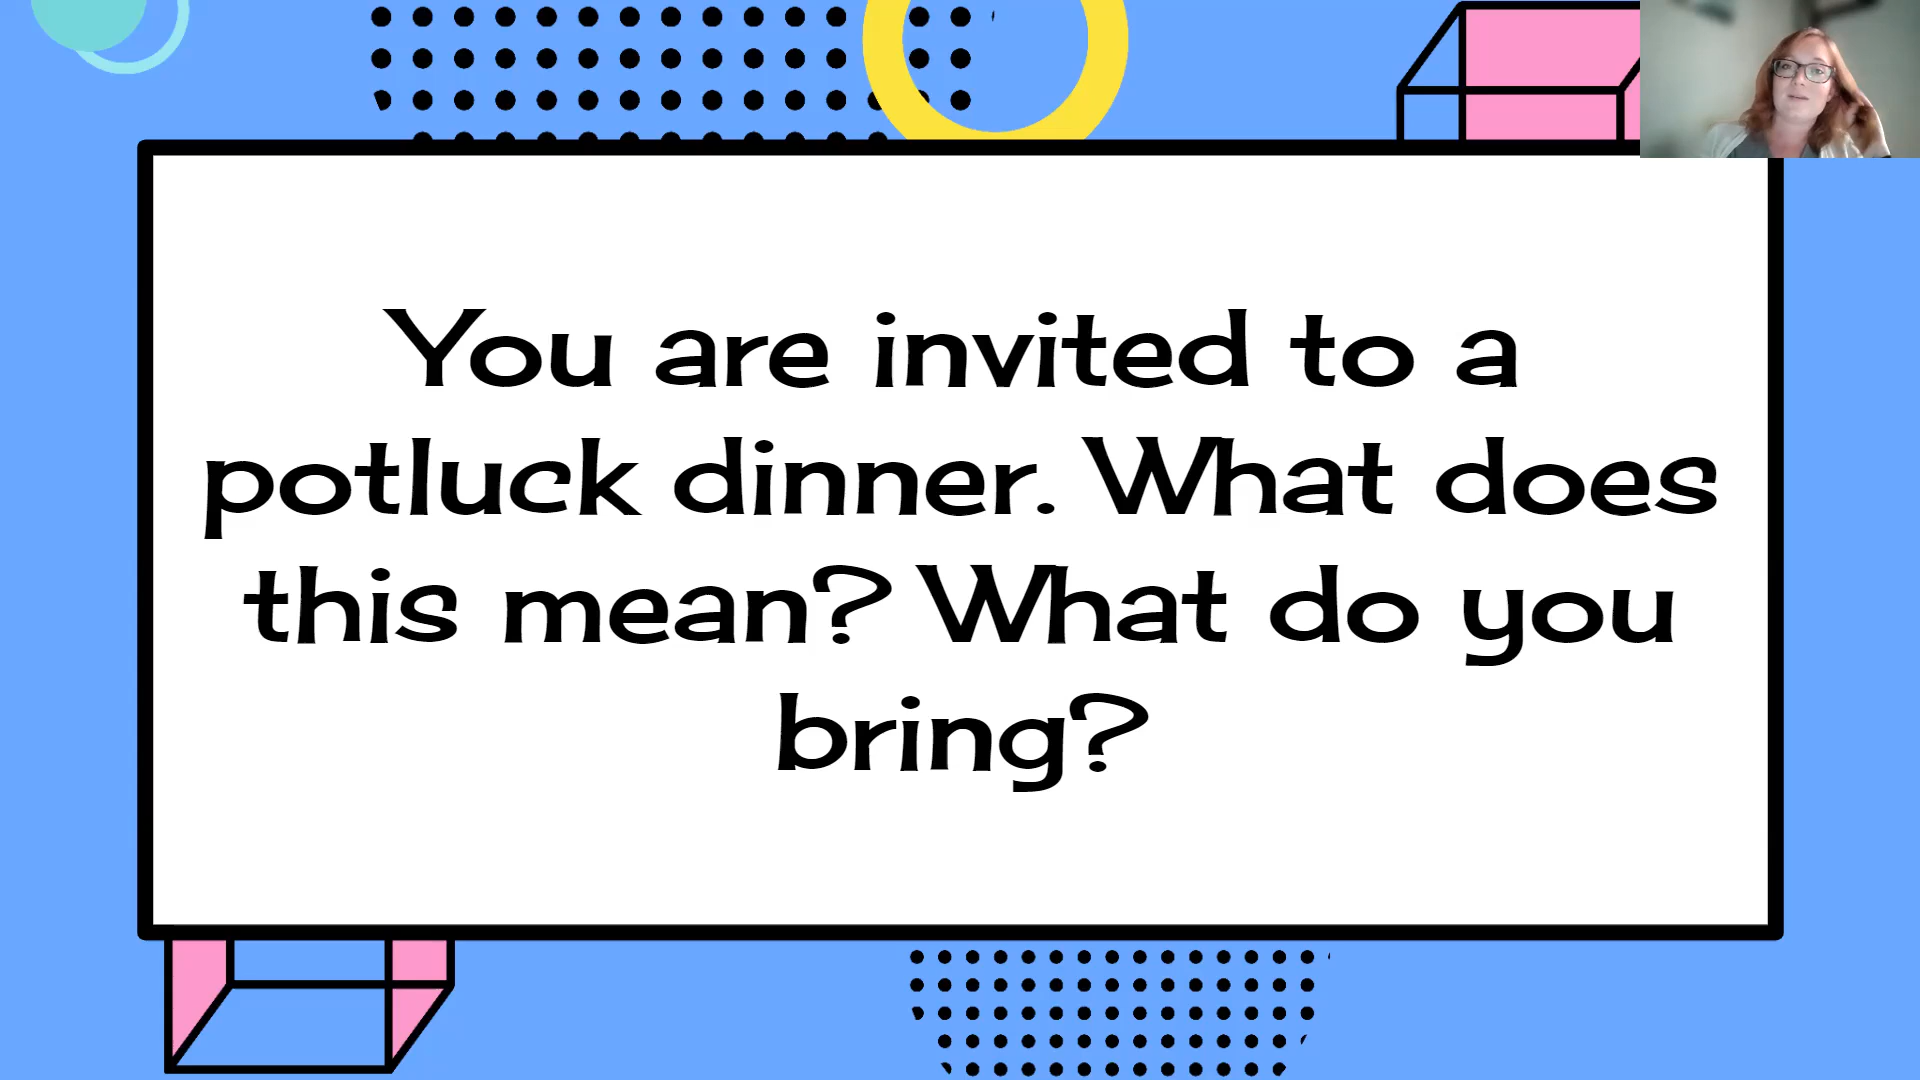 You are invited to a
potluck dinner. What does
this mean? What do you
bring?